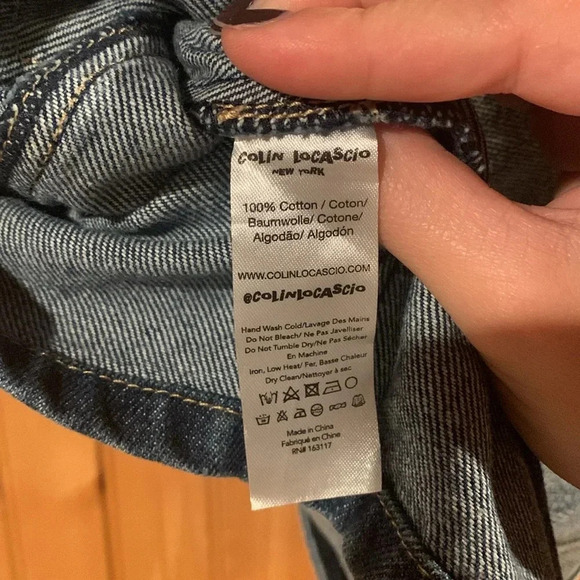 COLIN LOCASCIO
NEW YORK
100% Cotton / Coton/
Baumwolle/ Cotone/
Algodão/ Algodón
WWW.COLINLOCASCIO.COM
@COLINLOCASCIO
Hand Wash Cold/Lavage Des Mains
Do Not Bleach/ Ne Pas Javelliser
Do Not Tumble Dry/ Ne Pas Sécher
En Machine
Iron, Low Heat/ Fer, Basse Chaleur
Dry Clean/Nettoyer à sec
Made in China
Fabriqué en Chine
RN# 163117